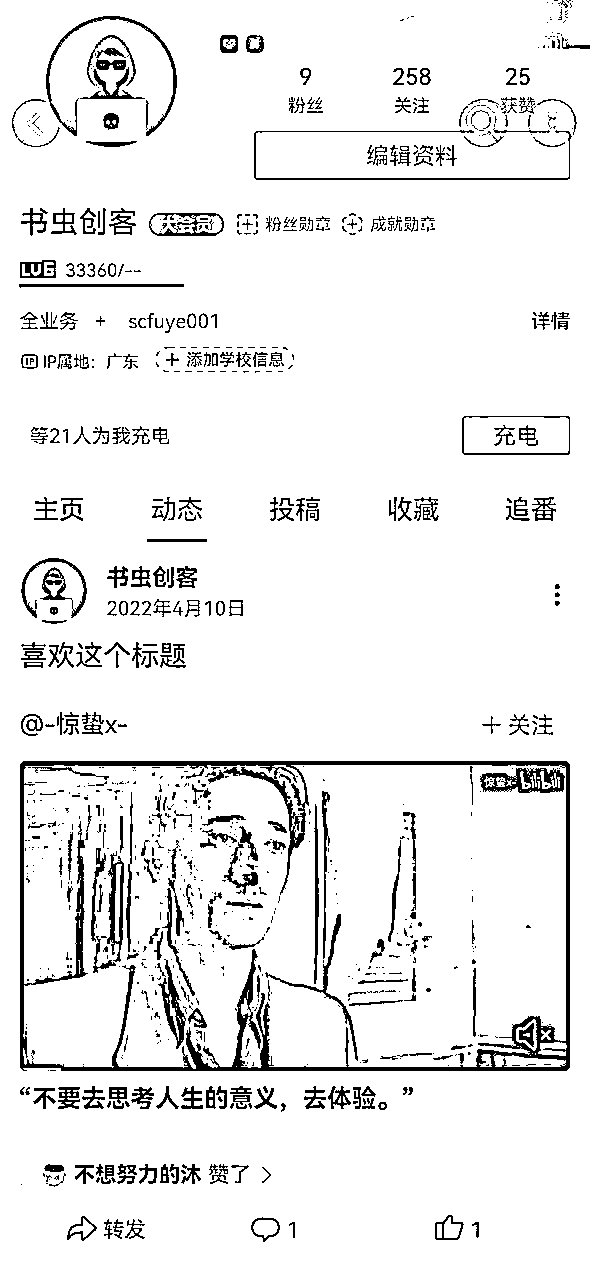 9 258 25
粉丝 关注 获赞
编辑资料
书虫创客 大会员 粉丝勋章 成就勋章
LV6 33360/--
全业务 + scfuye001 详情
IP属地：广东 + 添加学校信息
等21人为我充电 充电
主页 动态 投稿 收藏 追番
书虫创客
2022年4月10日
喜欢这个标题
@-惊蛰x- + 关注
惊蛰x- bilibili
“不要去思考人生的意义，去体验。”
不想努力的沐 赞了
转发 1 1